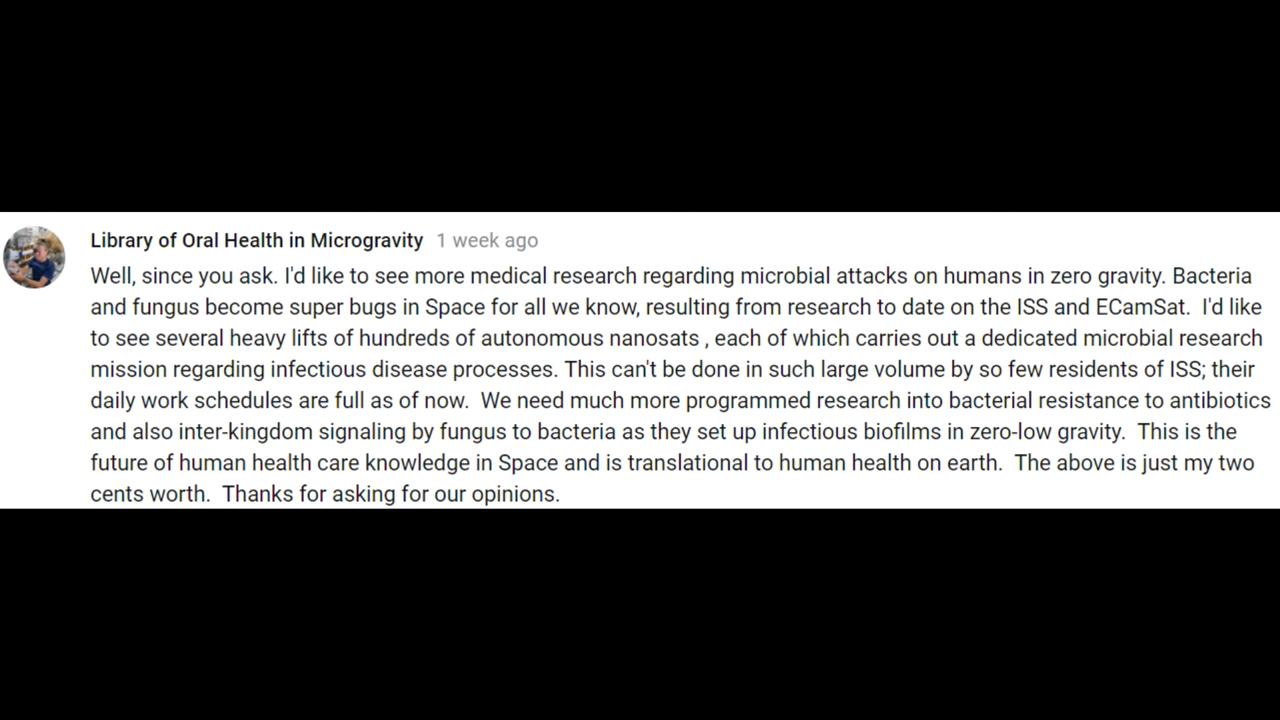 Library of Oral Health in Microgravity 1 week ago
Well, since you ask. I'd like to see more medical research regarding microbial attacks on humans in zero gravity. Bacteria
and fungus become super bugs in Space for all we know, resulting from research to date on the ISS and ECamSat.  I'd like
to see several heavy lifts of hundreds of autonomous nanosats , each of which carries out a dedicated microbial research
mission regarding infectious disease processes. This can't be done in such large volume by so few residents of ISS; their
daily work schedules are full as of now.  We need much more programmed research into bacterial resistance to antibiotics
and also inter-kingdom signaling by fungus to bacteria as they set up infectious biofilms in zero-low gravity.  This is the
future of human health care knowledge in Space and is translational to human health on earth.  The above is just my two
cents worth.  Thanks for asking for our opinions.